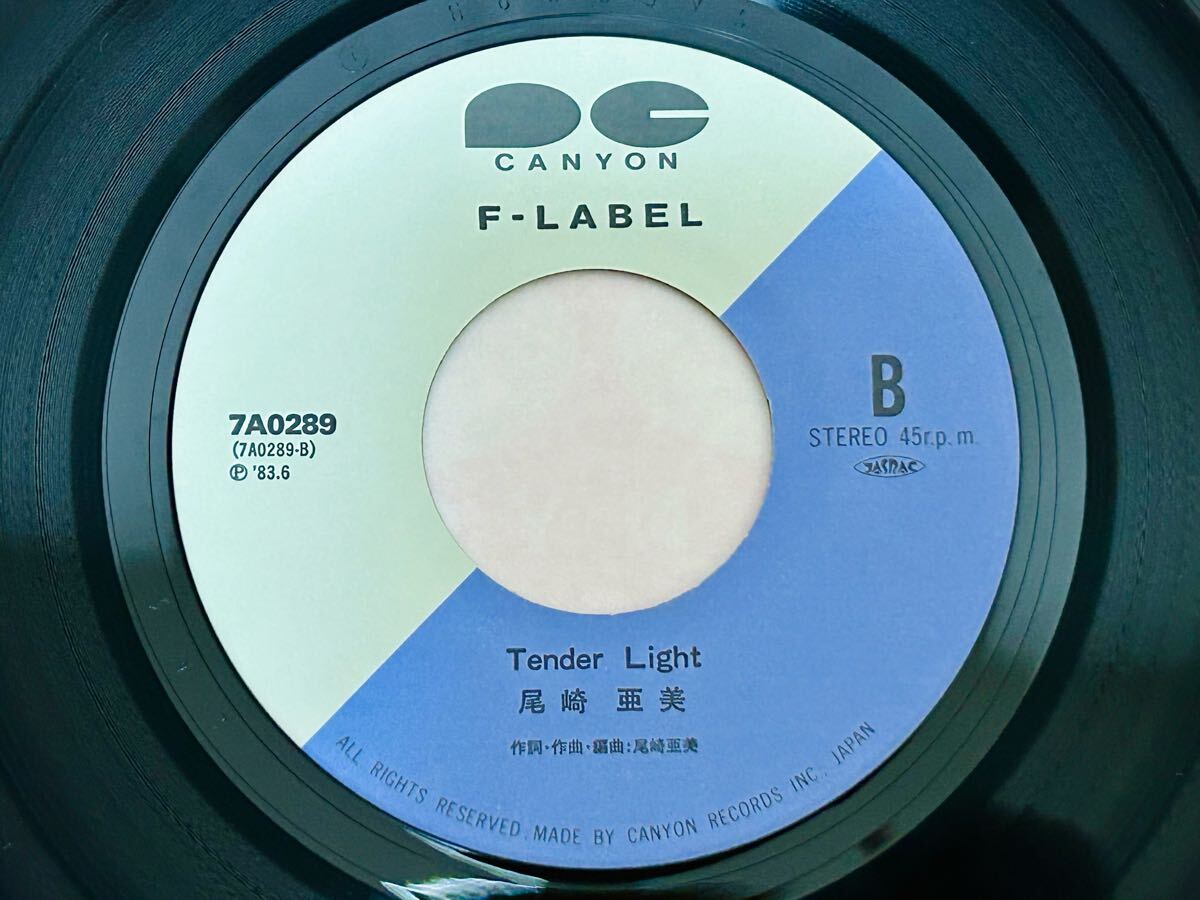 CANYON
F-LABEL
7A0289
(7A0289-B)
Ⓟ '83.6
B
STEREO 45r.p.m.
JASRAC
Tender Light
尾崎 亜美
作詞・作曲・編曲:尾崎亜美
ALL RIGHTS RESERVED. MADE BY CANYON RECORDS INC., JAPAN